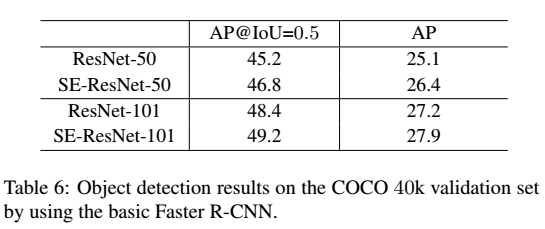 AP@IoU=0.5 AP
ResNet-50 45.2 25.1
SE-ResNet-50 46.8 26.4
ResNet-101 48.4 27.2
SE-ResNet-101 49.2 27.9
Table 6: Object detection results on the COCO 40k validation set
by using the basic Faster R-CNN.